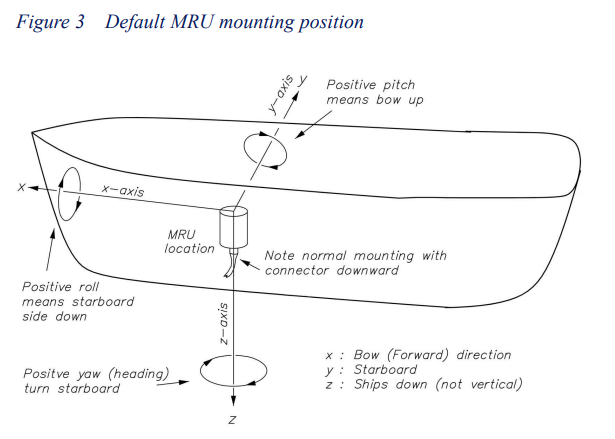 Figure 3 Default MRU mounting position
y-axis
y
Positive pitch
means bow up
x
x-axis
MRU
location
Note normal mounting with
connector downward
Positive roll
means starboard
side down
z-axis
x : Bow (Forward) direction
y : Starboard
z : Ships down (not vertical)
Positve yaw (heading)
turn starboard
z